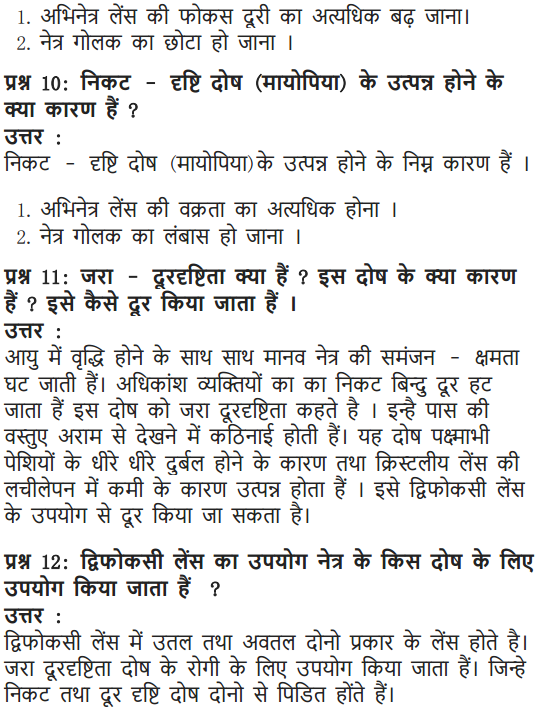 1. अभिनेत्र लेंस की फोकस दूरी का अत्यधिक बढ़ जाना।
2. नेत्र गोलक का छोटा हो जाना ।
प्रश्न 10: निकट - दृष्टि दोष (मायोपिया) के उत्पन्न होने के
क्या कारण हैं ?
उत्तर :
निकट - दृष्टि दोष (मायोपिया)के उत्पन्न होने के निम्न कारण हैं ।
1. अभिनेत्र लेंस की वक्रता का अत्यधिक होना ।
2. नेत्र गोलक का लंबास हो जाना ।
प्रश्न 11: जरा - दूरदृष्टिता क्या हैं ? इस दोष के क्या कारण
हैं ? इसे कैसे दूर किया जाता हैं ।
उत्तर :
आयु में वृद्धि होने के साथ साथ मानव नेत्र की समंजन - क्षमता
घट जाती हैं। अधिकांश व्यक्तियों का का निकट बिन्दु दूर हट
जाता हैं इस दोष को जरा दूरदृष्टिता कहते है । इन्है पास की
वस्तुए अराम से देखने में कठिनाई होती हैं। यह दोष पक्ष्माभी
पेशियों के धीरे धीरे दुर्बल होने के कारण तथा क्रिस्टलीय लेंस की
लचीलेपन में कमी के कारण उत्पन्न होता हैं । इसे द्विफोकसी लेंस
के उपयोग से दूर किया जा सकता है।
प्रश्न 12: द्विफोकसी लेंस का उपयोग नेत्र के किस दोष के लिए
उपयोग किया जाता हैं ?
उत्तर :
द्विफोकसी लेंस में उतल तथा अवतल दोनो प्रकार के लेंस होते है।
जरा दूरदृष्टिता दोष के रोगी के लिए उपयोग किया जाता हैं। जिन्हे
निकट तथा दूर दृष्टि दोष दोनो से पिडित होंते हैं।